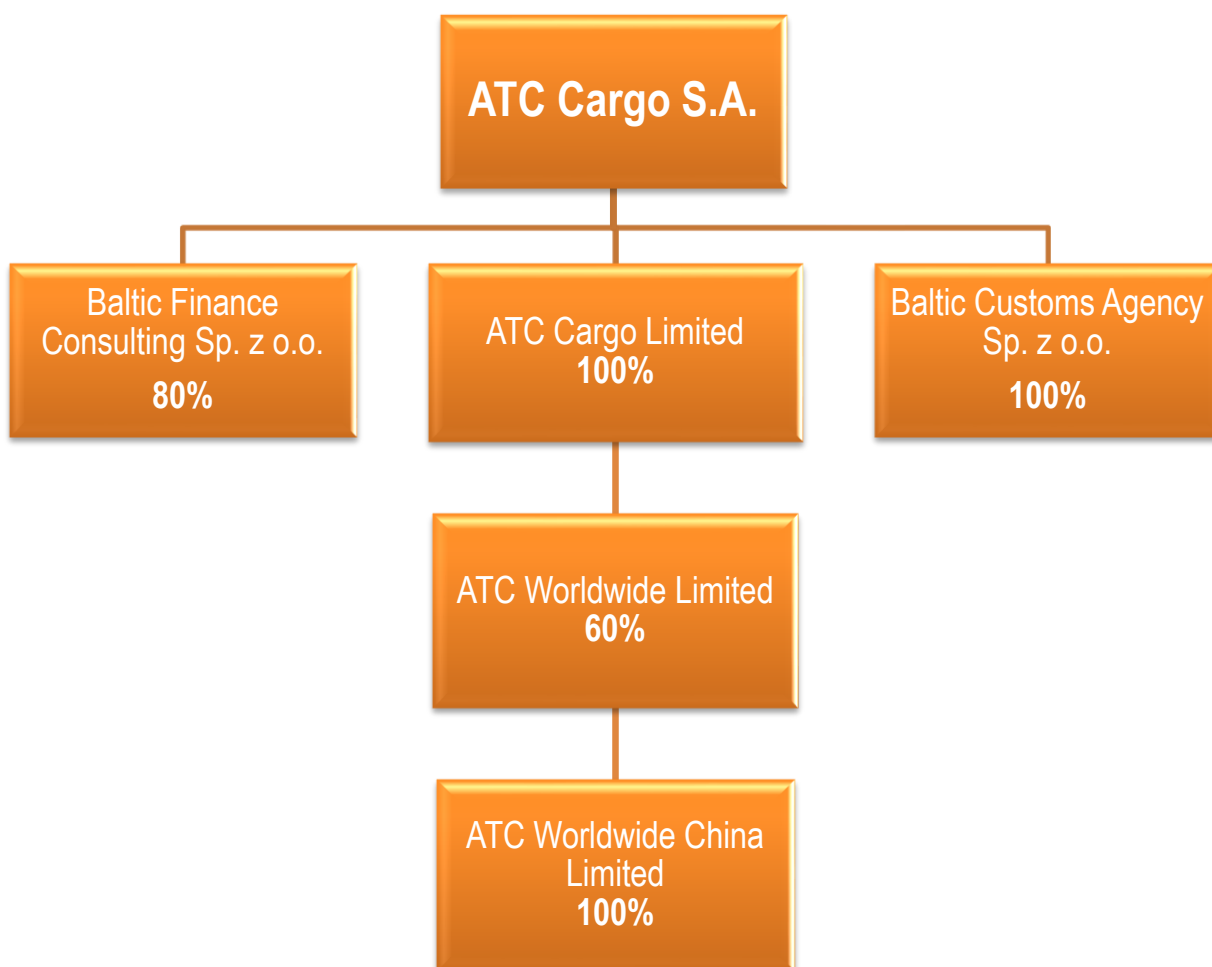 ATC Cargo S.A.
Baltic Finance
Consulting Sp. z o.o.
80%
ATC Cargo Limited
100%
Baltic Customs Agency
Sp. z o.o.
100%
ATC Worldwide Limited
60%
ATC Worldwide China
Limited
100%